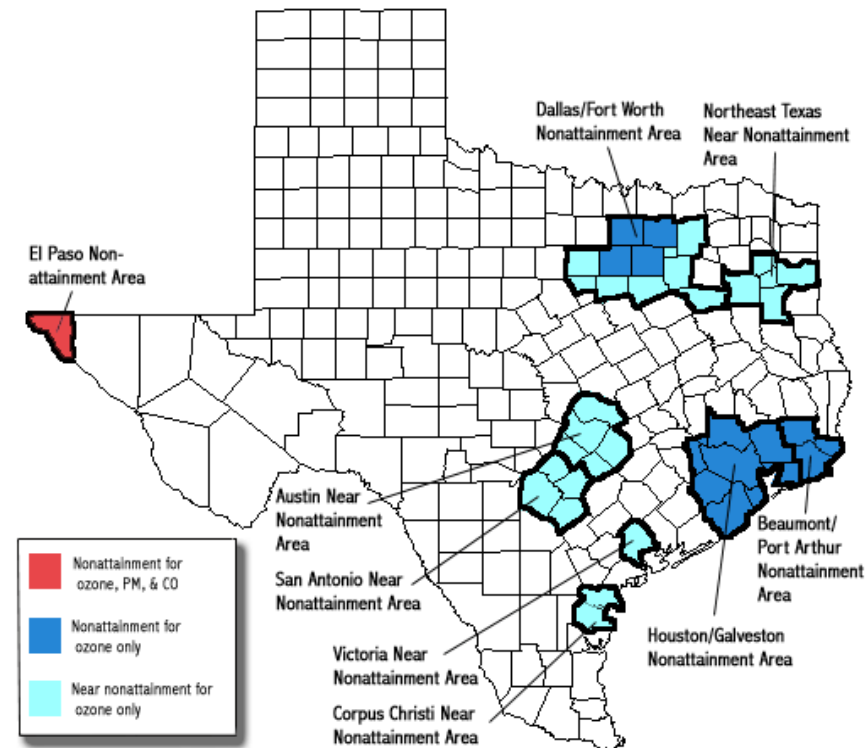 Dallas/Fort Worth
Nonattainment Area
Northeast Texas
Near Nonattainment
Area
El Paso Non-
attainment Area
Austin Near
Nonattainment
Area
San Antonio Near
Nonattainment Area
Victoria Near
Nonattainment Area
Corpus Christi Near
Nonattainment Area
Beaumont/
Port Arthur
Nonattainment
Area
Houston/Galveston
Nonattainment Area
Nonattainment for
ozone, PM, & CO
Nonattainment for
ozone only
Near nonattainment for
ozone only